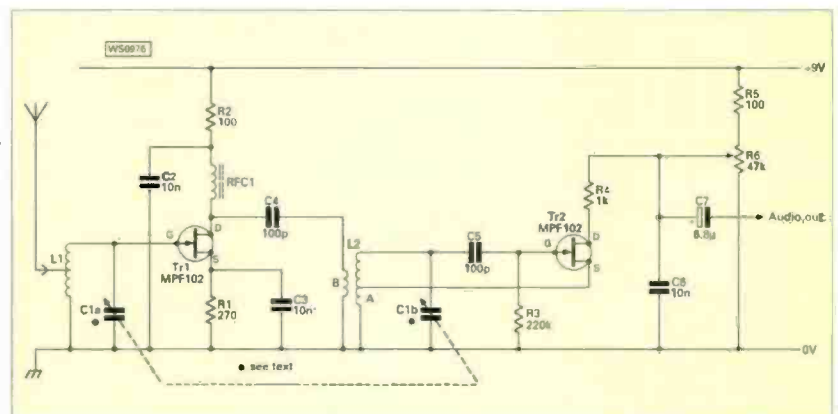 WS0976
+9V
R2
100
R5
100
C2
10n
RFC1
R6
47k
C4
100p
R4
1k
C7
6.8µ
Audio out
D
G
S
Tr1
MPF102
L1
C1a
R1
270
C3
10n
B
L2
A
C5
100p
C1b
Tr2
MPF102
G
D
S
R3
220k
C6
10n
0V
• see text